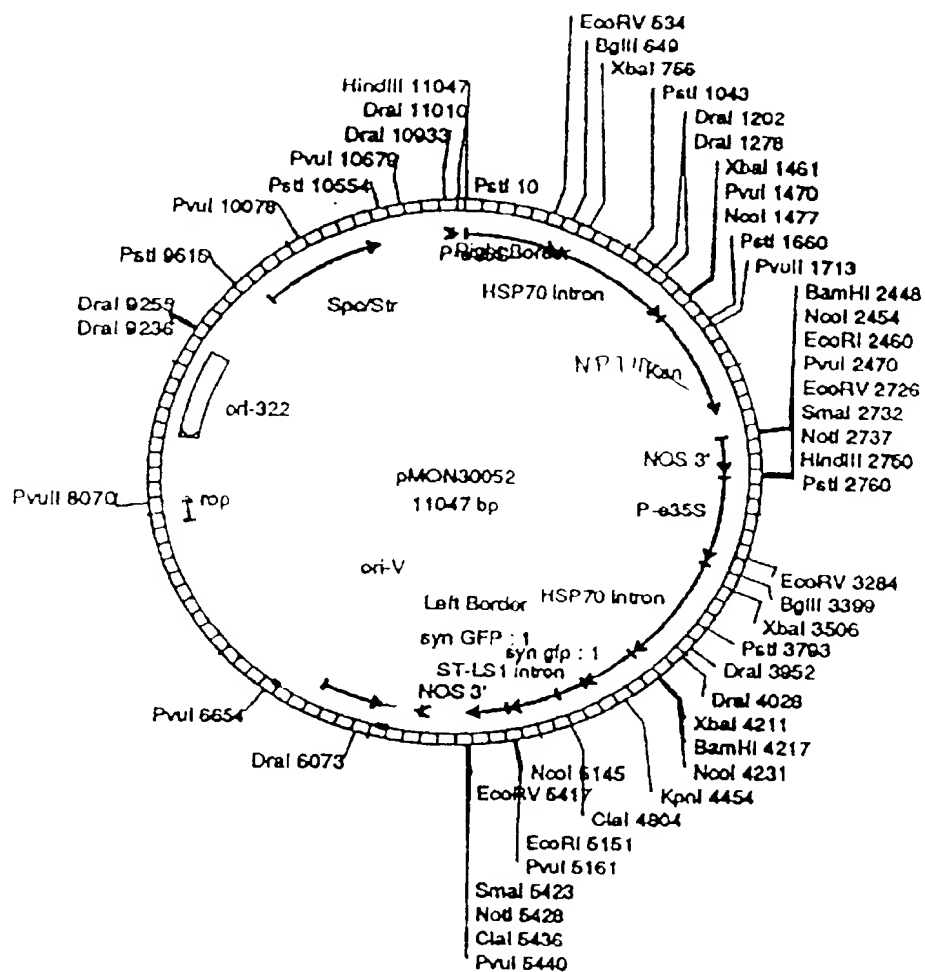 EcoRV 534
BglII 649
XbaI 756
PstI 1043
DraI 1202
DraI 1278
XbaI 1461
PvuI 1470
NcoI 1477
PstI 1660
PvuII 1713
BamHI 2448
NcoI 2454
EcoRI 2460
PvuI 2470
EcoRV 2726
SmaI 2732
NotI 2737
HindIII 2750
PstI 2760
EcoRV 3284
BglII 3399
XbaI 3506
PstI 3793
DraI 3952
DraI 4028
XbaI 4211
BamHI 4217
NcoI 4231
KpnI 4454
ClaI 4804
NcoI 5145
EcoRI 5151
PvuI 5161
EcoRV 5417
SmaI 5423
NotI 5428
ClaI 5436
PvuI 5440
DraI 6073
PvuI 6654
PvuII 8070
DraI 9236
DraI 9255
PstI 9615
PvuI 10078
PstI 10554
PvuI 10679
DraI 10933
DraI 11010
HindIII 11047
PstI 10
Right Border
HSP70 Intron
Kan
NOS 3'
P-e35S
HSP70 Intron
syn gfp : 1
ST-LS1 Intron
syn GFP : 1
NOS 3'
Left Border
ori-V
rop
ori-322
Spc/Str
pMON30052
11047 bp